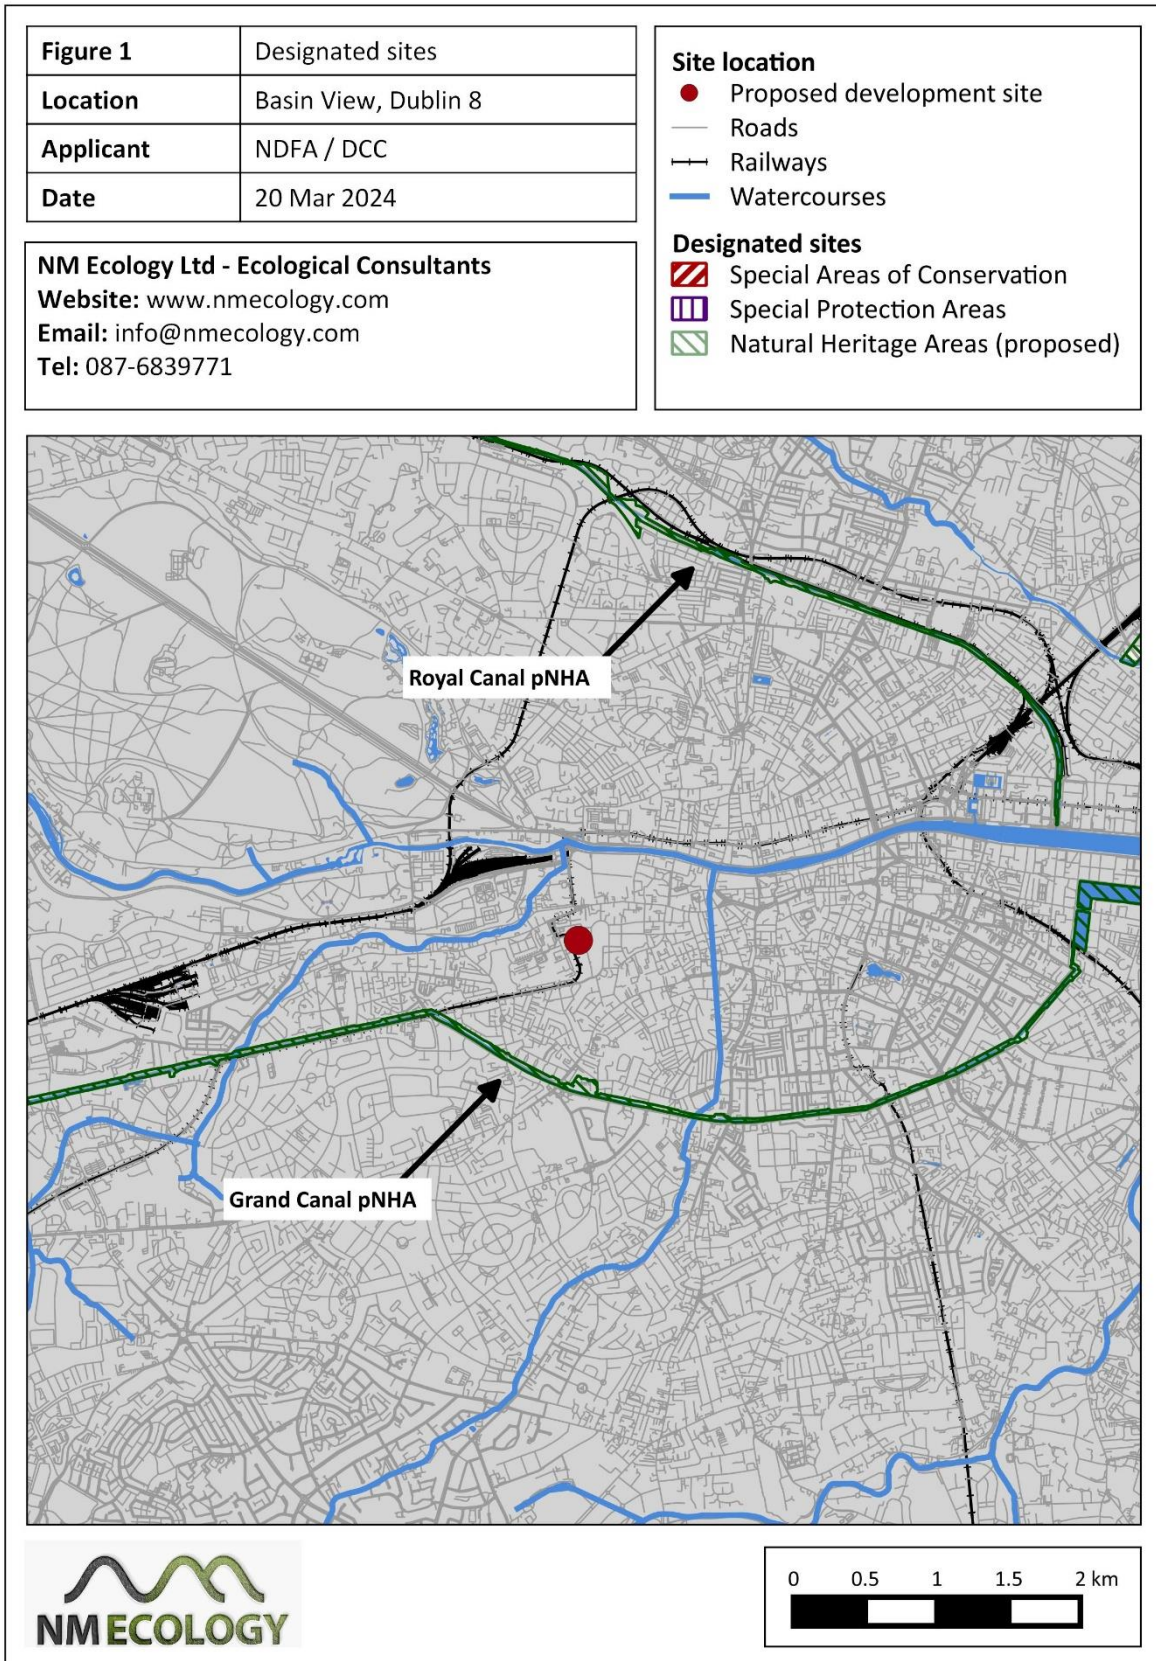 Figure 1 Designated sites
Location Basin View, Dublin 8
Applicant NDFA / DCC
Date 20 Mar 2024
NM Ecology Ltd - Ecological Consultants
Website: www.nmecology.com
Email: info@nmecology.com
Tel: 087-6839771
Site location
Proposed development site
Roads
Railways
Watercourses
Designated sites
Special Areas of Conservation
Special Protection Areas
Natural Heritage Areas (proposed)
Royal Canal pNHA
Grand Canal pNHA
NMECOLOGY
0 0.5 1 1.5 2 km